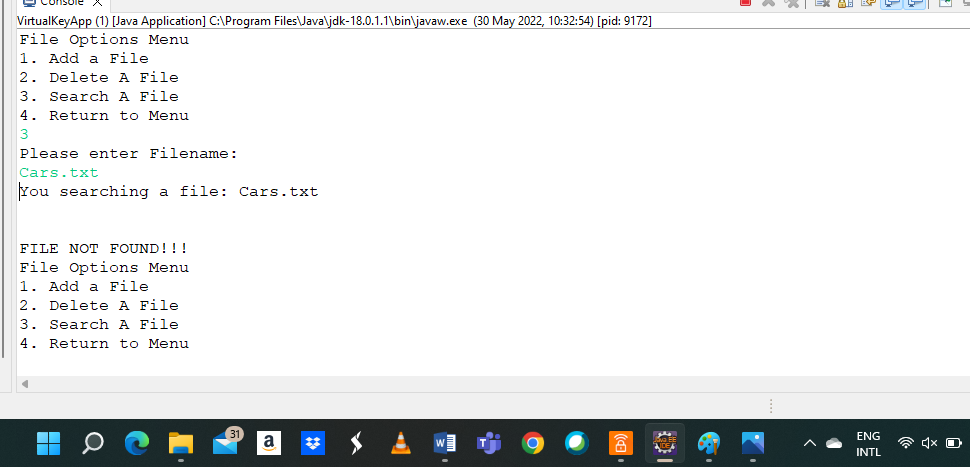 Console
VirtualKeyApp (1) [Java Application] C:\Program Files\Java\jdk-18.0.1.1\bin\javaw.exe (30 May 2022, 10:32:54) [pid: 9172]
File Options Menu
1. Add a File
2. Delete A File
3. Search A File
4. Return to Menu
3
Please enter Filename:
Cars.txt
You searching a file: Cars.txt
FILE NOT FOUND!!!
File Options Menu
1. Add a File
2. Delete A File
3. Search A File
4. Return to Menu
31
a
W
T
JAVA EE
IDE
ENG
INTL